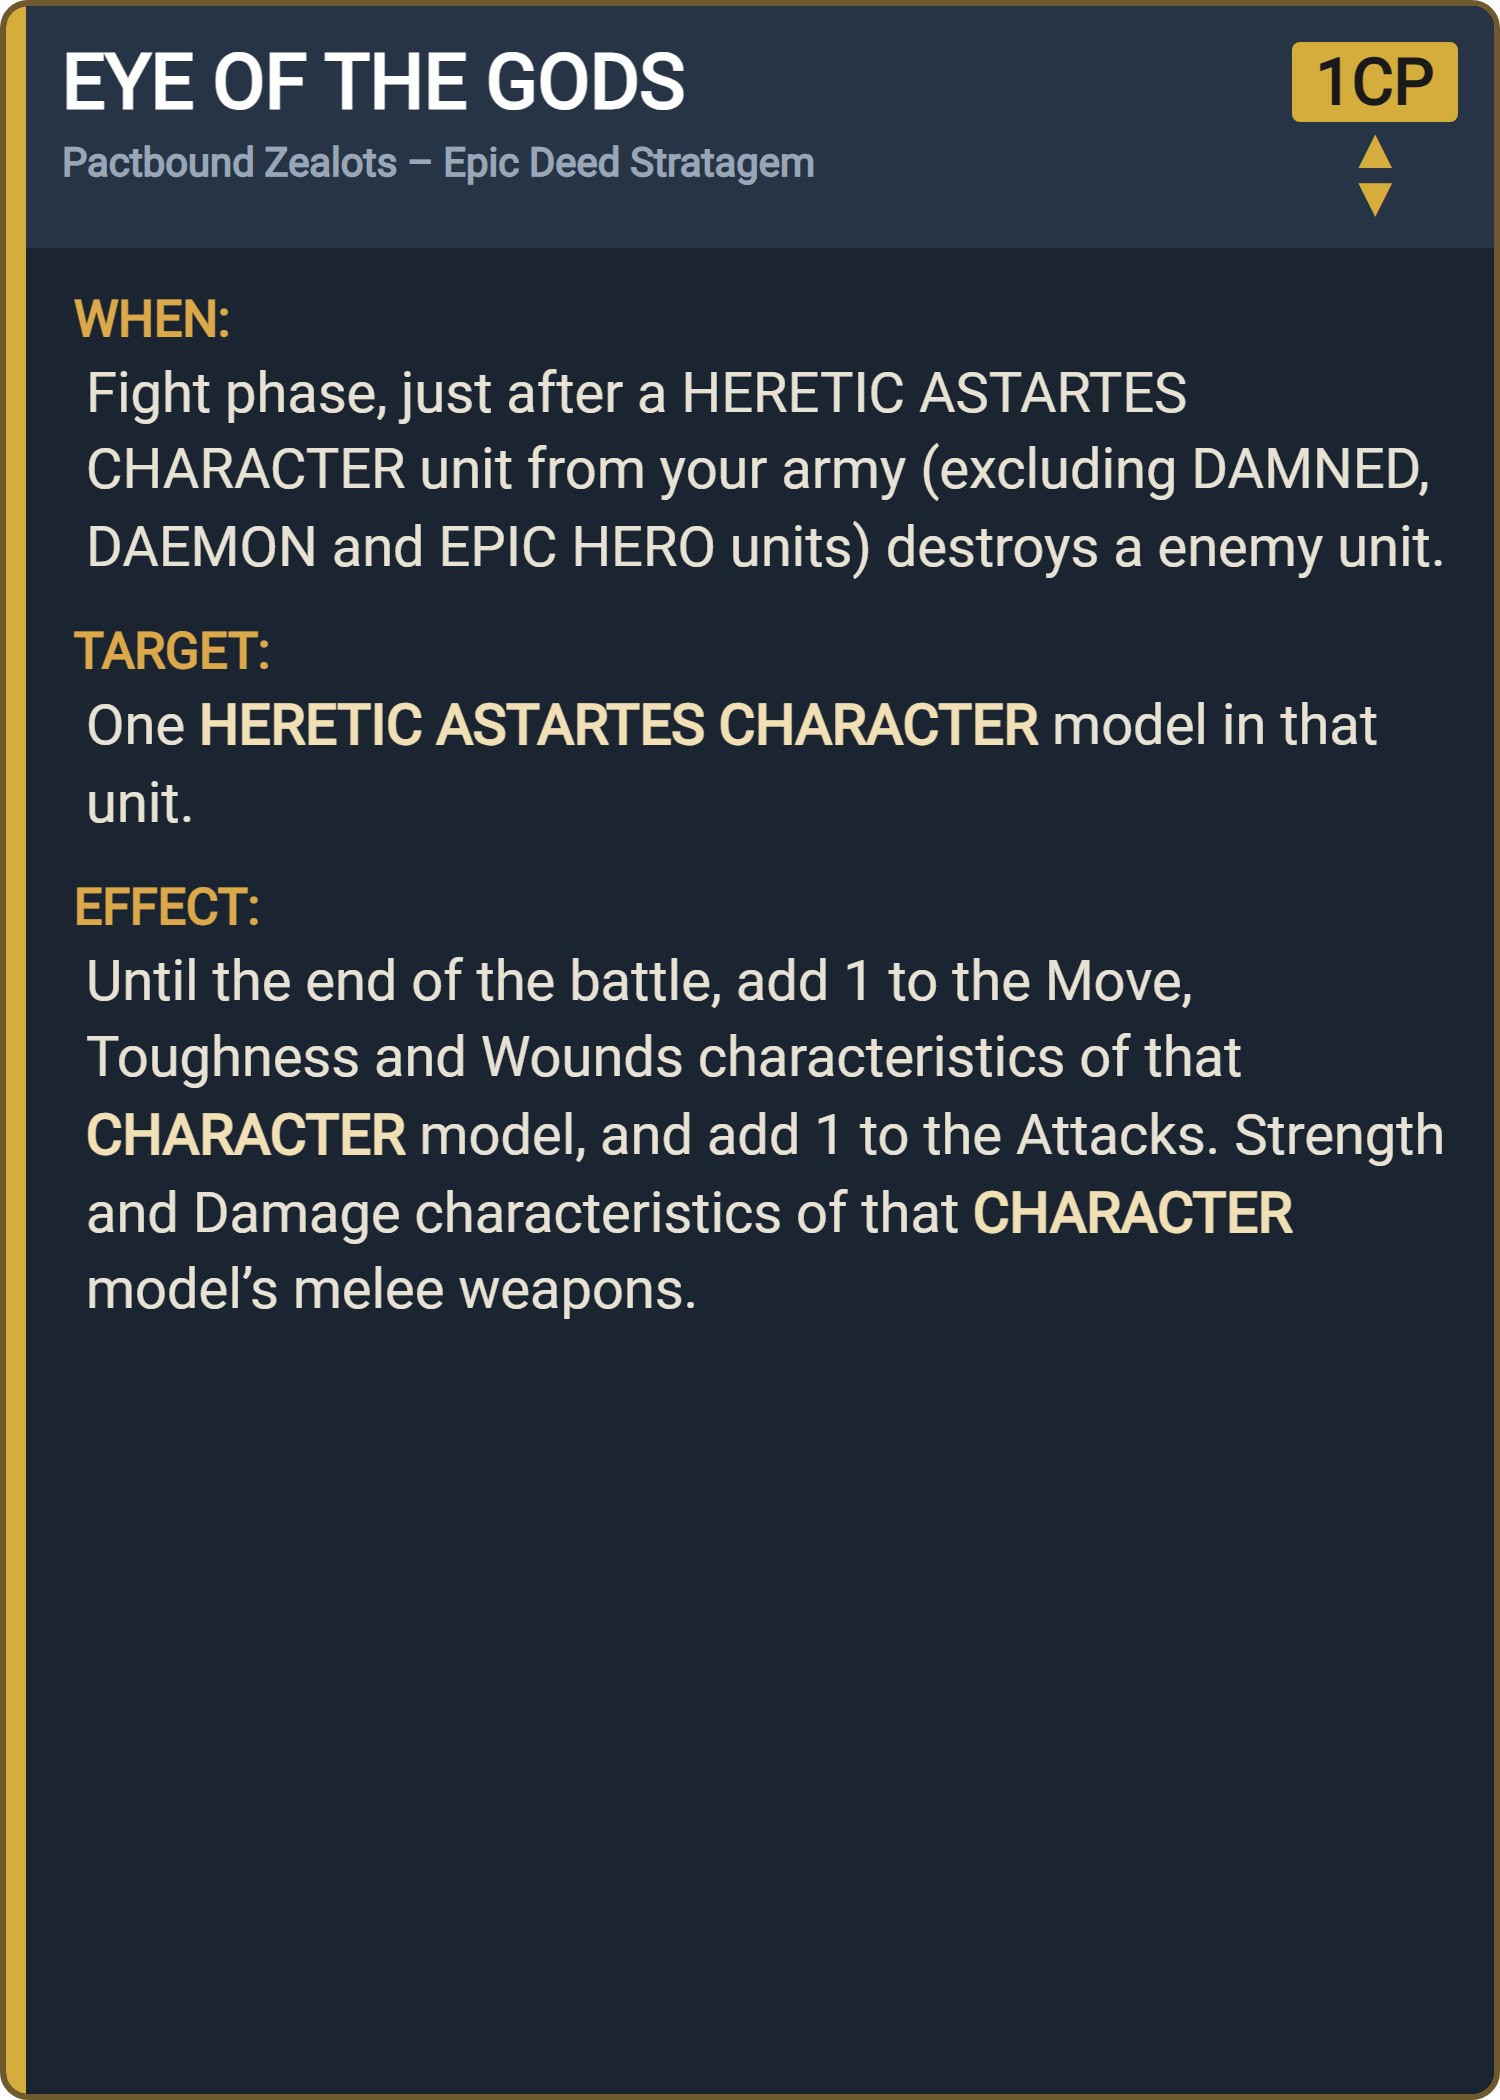 EYE OF THE GODS
1CP
Pactbound Zealots – Epic Deed Stratagem
WHEN:
Fight phase, just after a HERETIC ASTARTES
CHARACTER unit from your army (excluding DAMNED,
DAEMON and EPIC HERO units) destroys a enemy unit.
TARGET:
One HERETIC ASTARTES CHARACTER model in that
unit.
EFFECT:
Until the end of the battle, add 1 to the Move,
Toughness and Wounds characteristics of that
CHARACTER model, and add 1 to the Attacks. Strength
and Damage characteristics of that CHARACTER
model’s melee weapons.